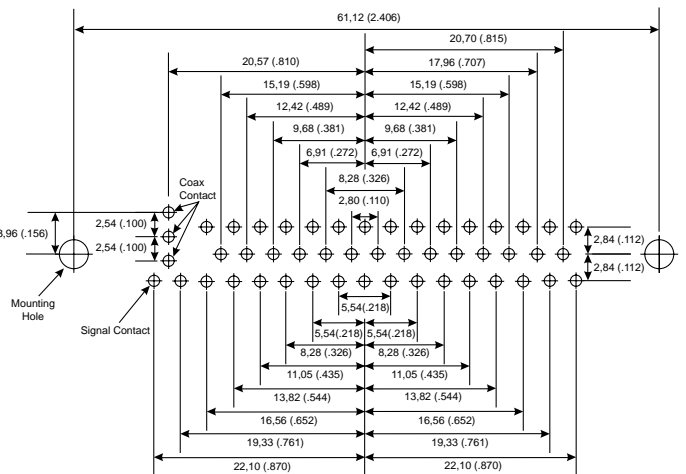 61,12 (2.406)
20,70 (.815)
20,57 (.810) 17,96 (.707)
15,19 (.598) 15,19 (.598)
12,42 (.489) 12,42 (.489)
9,68 (.381) 9,68 (.381)
6,91 (.272) 6,91 (.272)
8,28 (.326)
2,80 (.110)
Coax
Contact
2,54 (.100)
3,96 (.156)
2,54 (.100)
2,84 (.112)
2,84 (.112)
Mounting
Hole
Signal Contact
5,54 (.218)
5,54(.218) 5,54(.218)
8,28 (.326) 8,28 (.326)
11,05 (.435) 11,05 (.435)
13,82 (.544) 13,82 (.544)
16,56 (.652) 16,56 (.652)
19,33 (.761) 19,33 (.761)
22,10 (.870) 22,10 (.870)